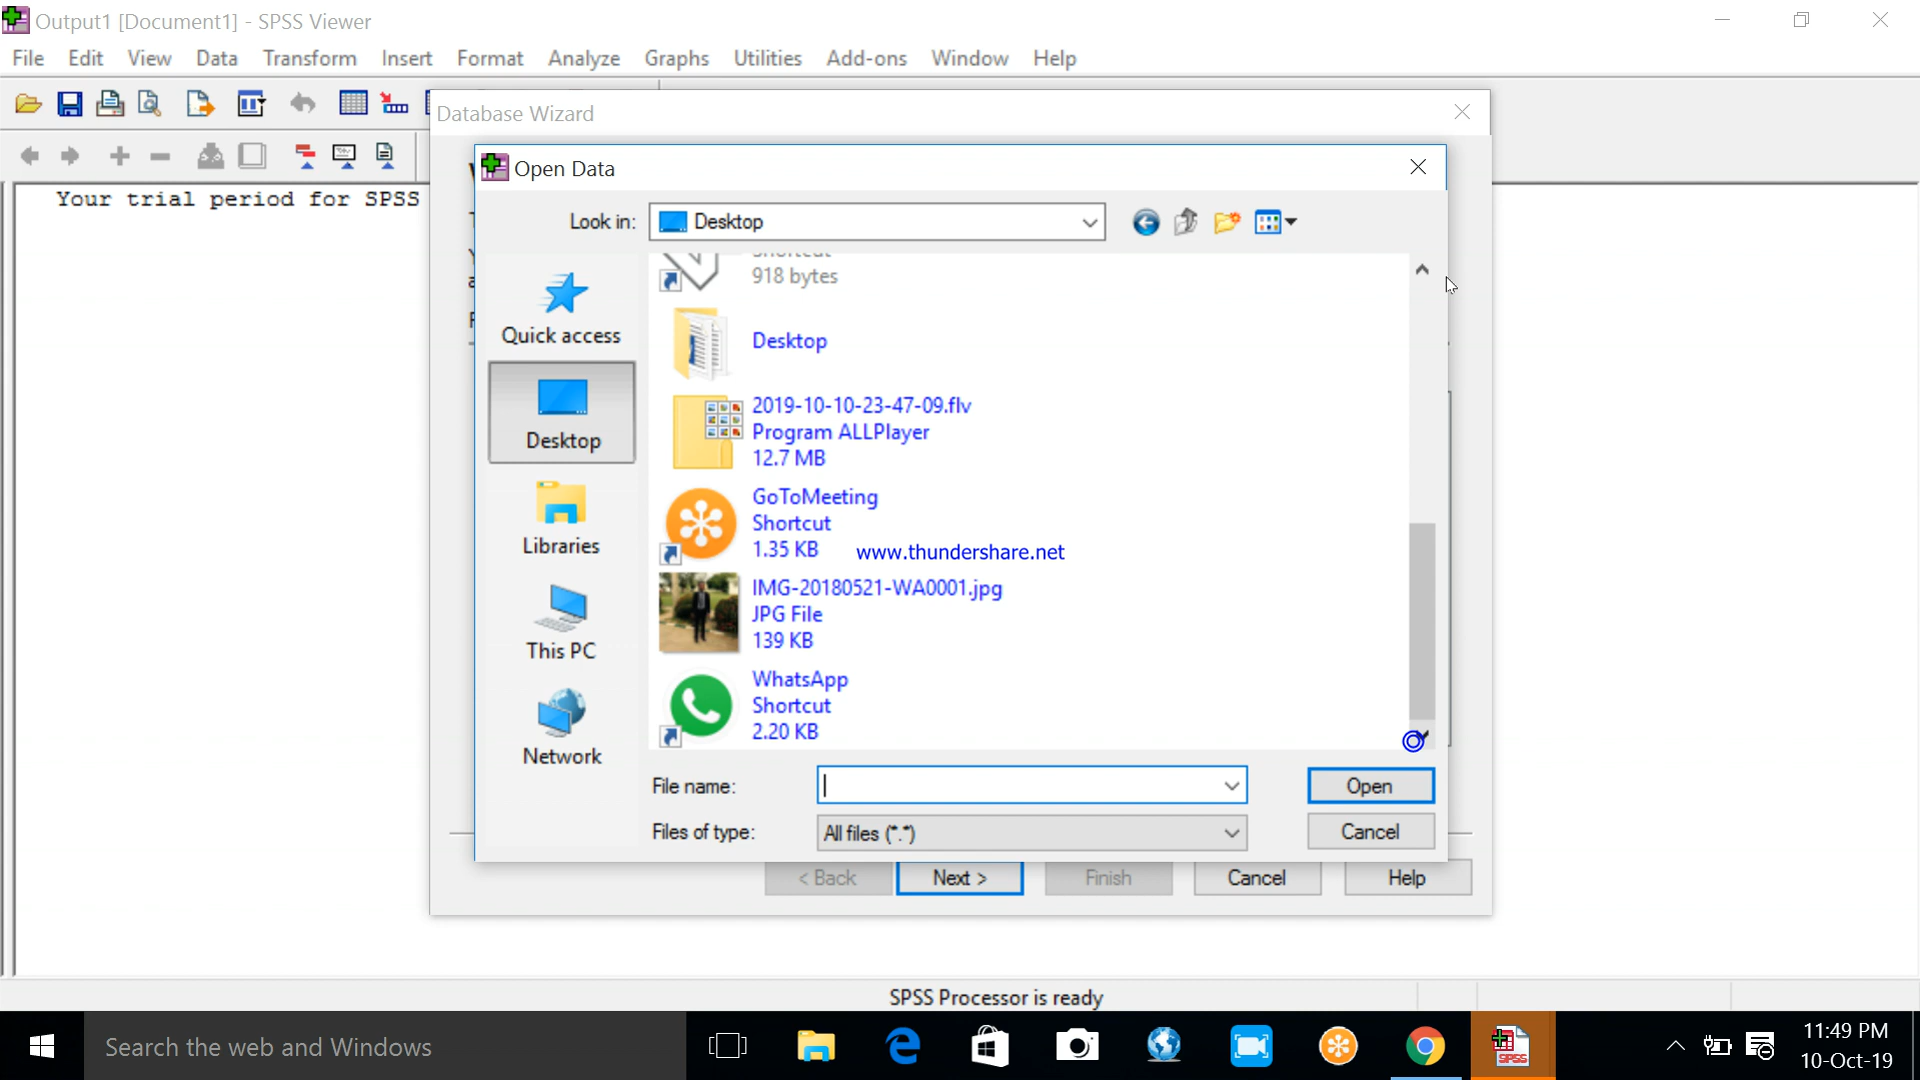 Output1 [Document1] - SPSS Viewer
File Edit View Data Transform Insert Format Analyze Graphs Utilities Add-ons Window Help
Database Wizard
Open Data
Your trial period for SPSS
Look in: Desktop
918 bytes
Quick access
Desktop
Libraries
This PC
Network
Desktop
2019-10-10-23-47-09.flv
Program ALLPlayer
12.7 MB
GoToMeeting
Shortcut
1.35 KB
www.thundershare.net
IMG-20180521-WA0001.jpg
JPG File
139 KB
WhatsApp
Shortcut
2.20 KB
File name:
Open
Files of type: All files (*.*)
Cancel
< Back Next > Finish Cancel Help
SPSS Processor is ready
Search the web and Windows
SPSS
11:49 PM
10-Oct-19